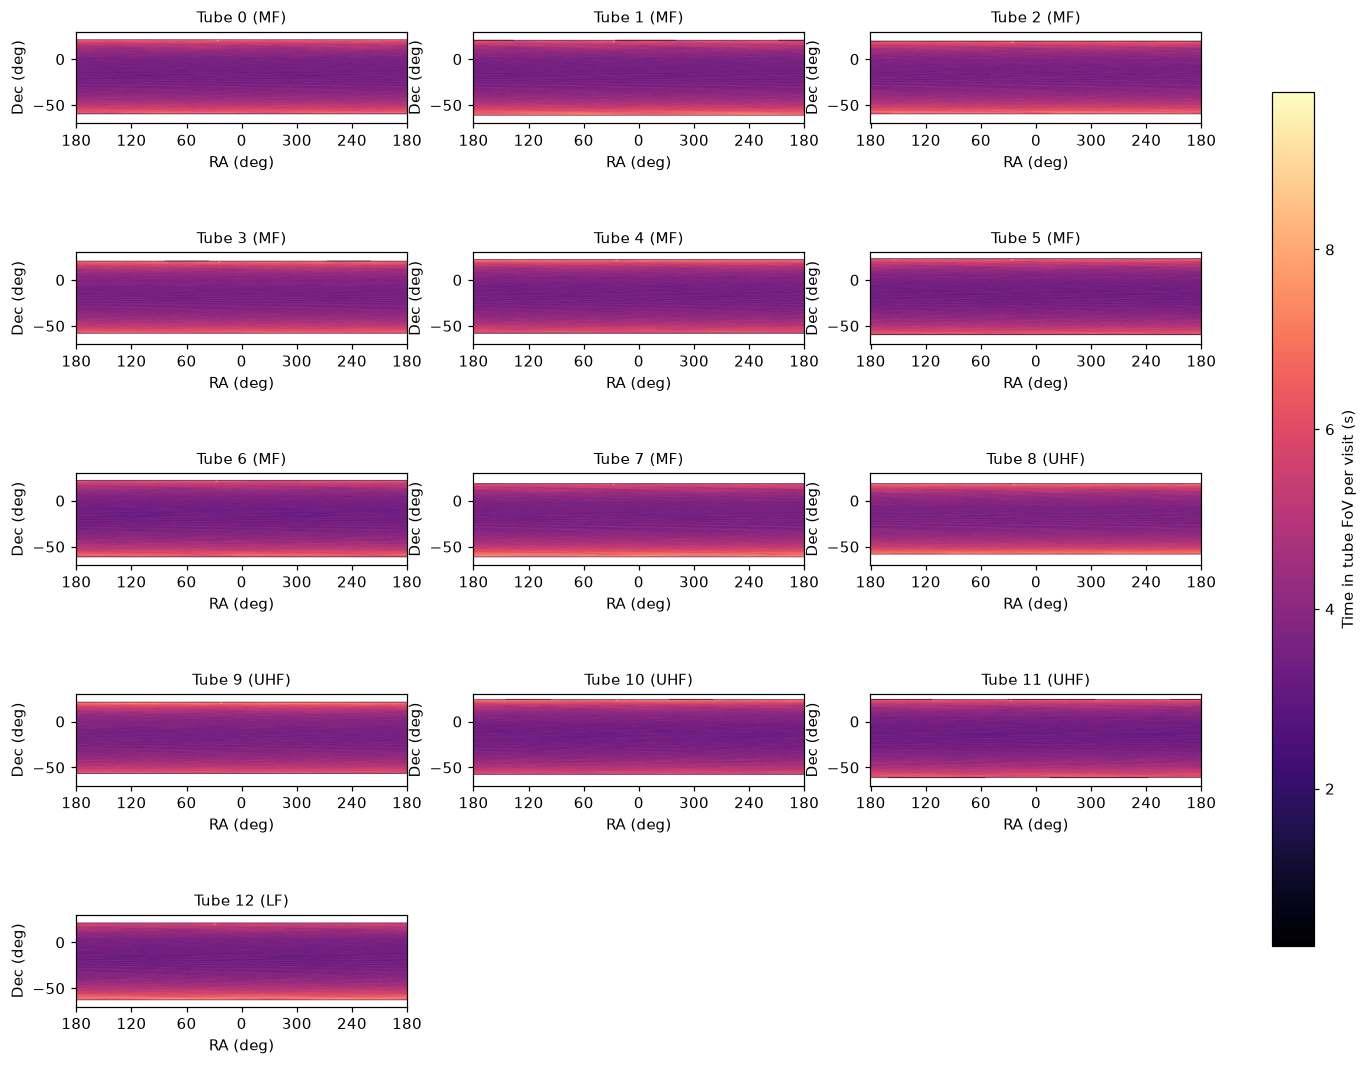 Tube 0 (MF)
Tube 1 (MF)
Tube 2 (MF)
Dec (deg)
0
−50
Dec (deg)
0
−50
Dec (deg)
0
−50
180 120 60 0 300 240 180
180 120 60 0 300 240 180
180 120 60 0 300 240 180
RA (deg)
RA (deg)
RA (deg)
Tube 3 (MF)
Tube 4 (MF)
Tube 5 (MF)
Dec (deg)
0
−50
Dec (deg)
0
−50
Dec (deg)
0
−50
180 120 60 0 300 240 180
180 120 60 0 300 240 180
180 120 60 0 300 240 180
RA (deg)
RA (deg)
RA (deg)
Tube 6 (MF)
Tube 7 (MF)
Tube 8 (UHF)
Dec (deg)
0
−50
Dec (deg)
0
−50
Dec (deg)
0
−50
180 120 60 0 300 240 180
180 120 60 0 300 240 180
180 120 60 0 300 240 180
RA (deg)
RA (deg)
RA (deg)
Tube 9 (UHF)
Tube 10 (UHF)
Tube 11 (UHF)
Dec (deg)
0
−50
Dec (deg)
0
−50
Dec (deg)
0
−50
180 120 60 0 300 240 180
180 120 60 0 300 240 180
180 120 60 0 300 240 180
RA (deg)
RA (deg)
RA (deg)
Tube 12 (LF)
Dec (deg)
0
−50
180 120 60 0 300 240 180
RA (deg)
8
6
4
2
Time in tube FoV per visit (s)